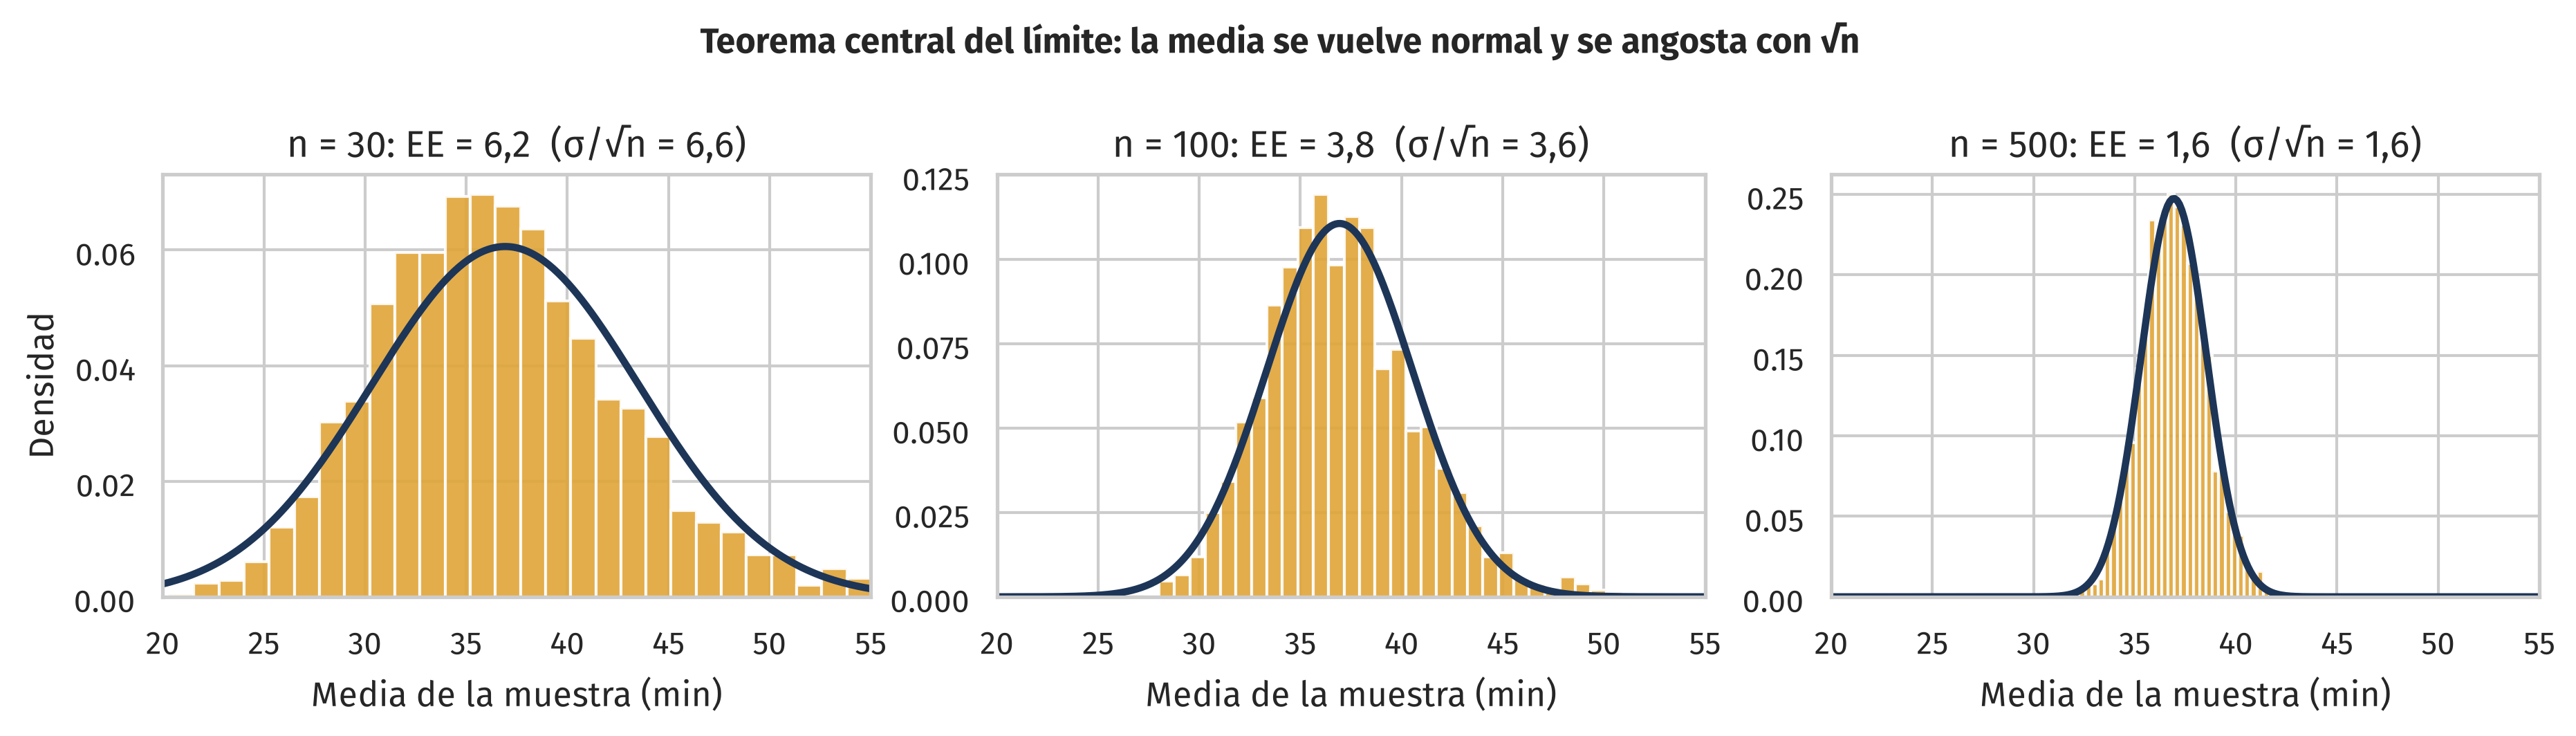 Teorema central del límite: la media se vuelve normal y se angosta con √n
n = 30: EE = 6,2 (σ/√n = 6,6)
Densidad
0.06
0.04
0.02
0.00
20 25 30 35 40 45 50 55
Media de la muestra (min)
n = 100: EE = 3,8 (σ/√n = 3,6)
0.125
0.100
0.075
0.050
0.025
0.000
20 25 30 35 40 45 50 55
Media de la muestra (min)
n = 500: EE = 1,6 (σ/√n = 1,6)
0.25
0.20
0.15
0.10
0.05
0.00
20 25 30 35 40 45 50 55
Media de la muestra (min)